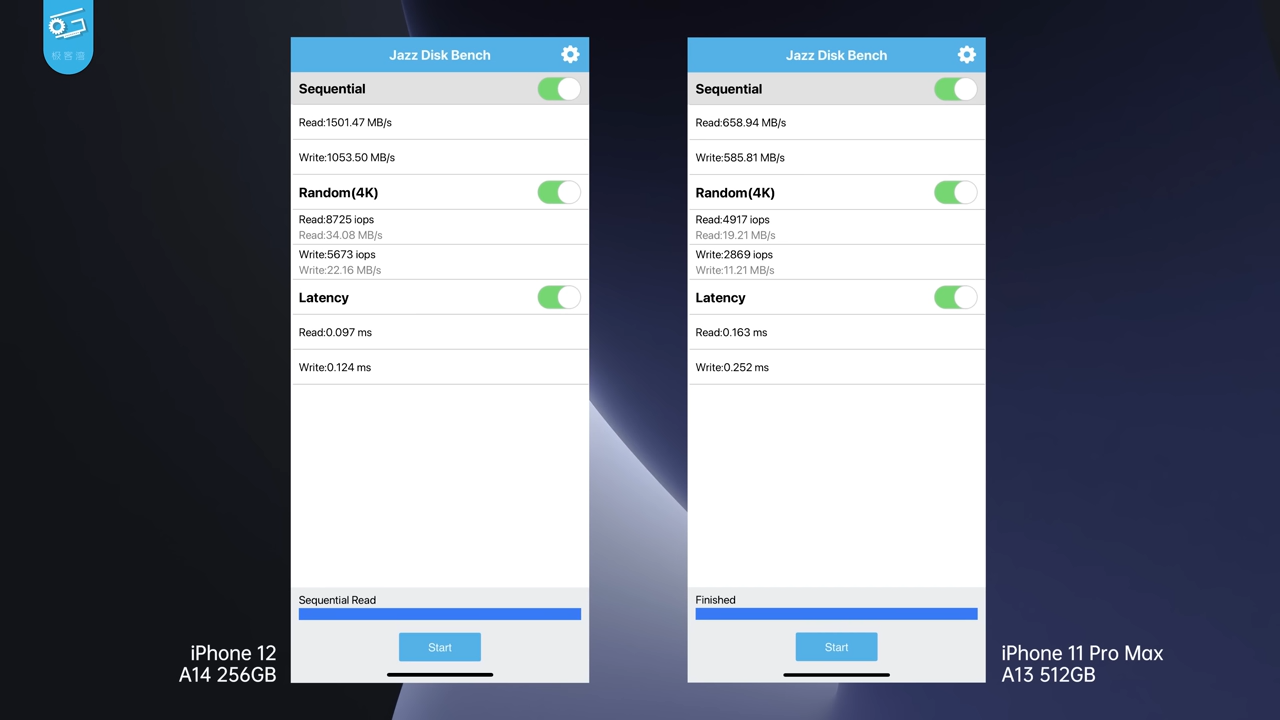 极客湾
Jazz Disk Bench
Sequential
Read:1501.47 MB/s
Write:1053.50 MB/s
Random(4K)
Read:8725 iops
Read:34.08 MB/s
Write:5673 iops
Write:22.16 MB/s
Latency
Read:0.097 ms
Write:0.124 ms
Sequential Read
Start
iPhone 12
A14 256GB
Jazz Disk Bench
Sequential
Read:658.94 MB/s
Write:585.81 MB/s
Random(4K)
Read:4917 iops
Read:19.21 MB/s
Write:2869 iops
Write:11.21 MB/s
Latency
Read:0.163 ms
Write:0.252 ms
Finished
Start
iPhone 11 Pro Max
A13 512GB